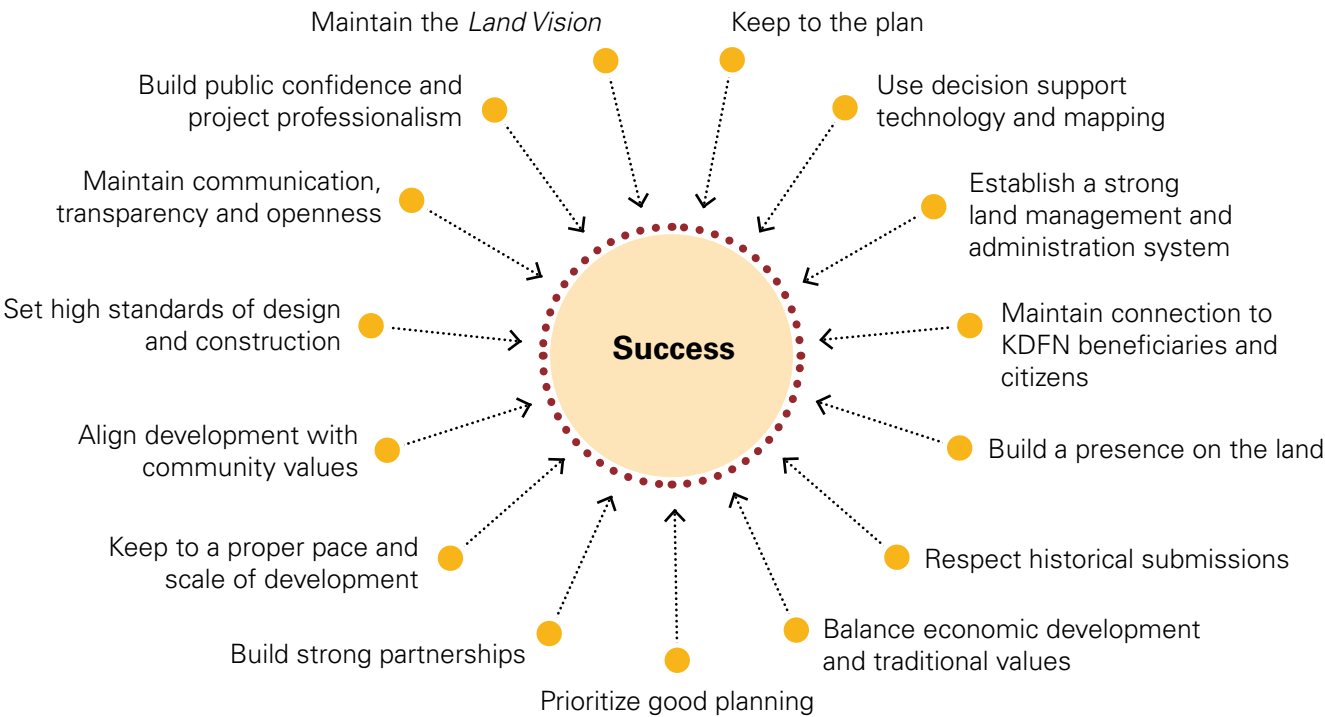 Maintain the Land Vision
Keep to the plan
Build public confidence and
project professionalism
Use decision support
technology and mapping
Maintain communication,
transparency and openness
Establish a strong
land management and
administration system
Set high standards of design
and construction
Success
Maintain connection to
KDFN beneficiaries and
citizens
Align development with
community values
Build a presence on the land
Keep to a proper pace and
scale of development
Respect historical submissions
Build strong partnerships
Balance economic development
and traditional values
Prioritize good planning